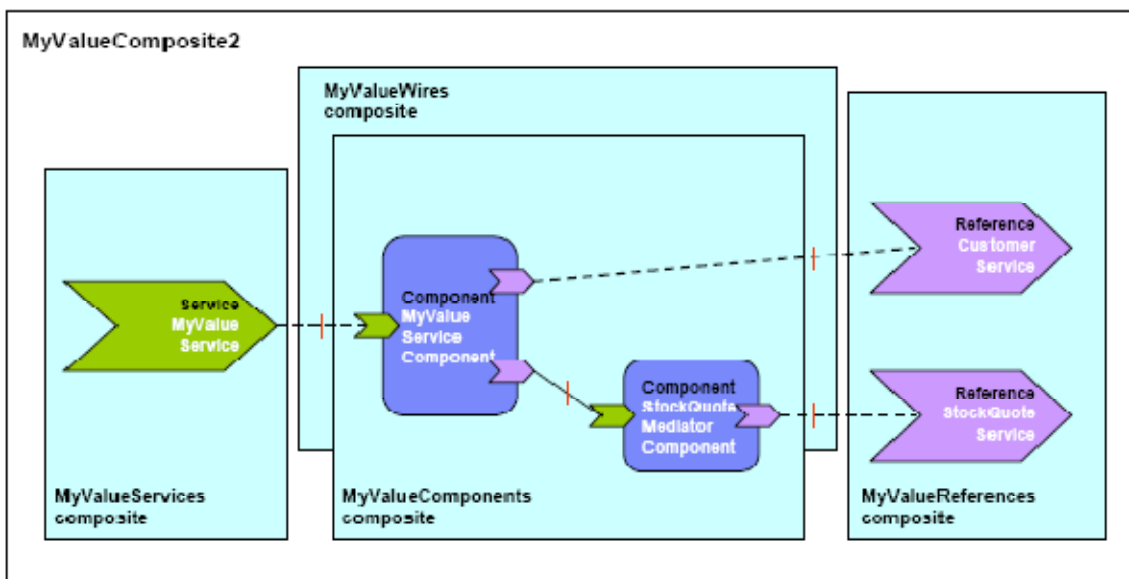 MyValueComposite2
MyValueWires
composite
Service
MyValue
Service
Component
MyValue
Service
Component
Component
StockQuote
Mediator
Component
Reference
Customer
Service
Reference
StockQuote
Service
MyValueServices
composite
MyValueComponents
composite
MyValueReferences
composite